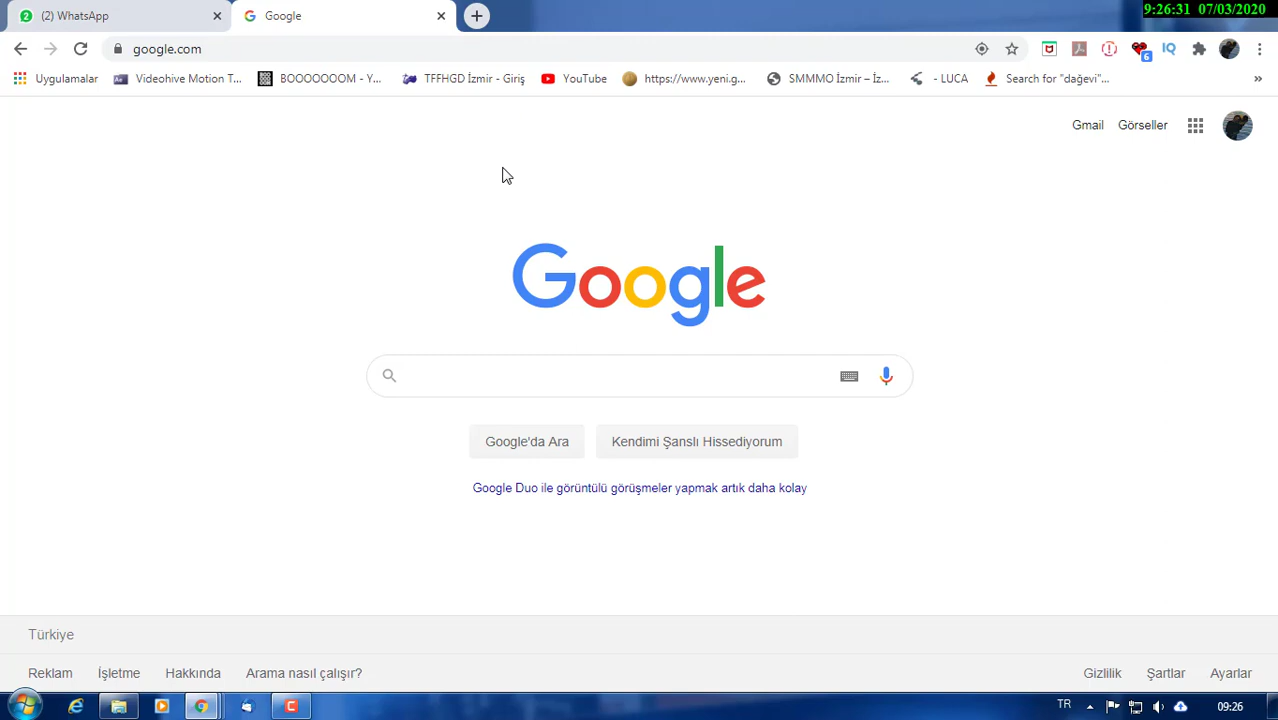 9:26:31 07/03/2020
2 (2) WhatsApp
Google
google.com
6
IQ
Uygulamalar
Videohive Motion T...
BOOOOOOOM - Y...
TFFHGD İzmir - Giriş
YouTube
https://www.yeni.g...
SMMMO İzmir – İz...
- LUCA
Search for "dağevi"...
Gmail
Görseller
Google
Google'da Ara
Kendimi Şanslı Hissediyorum
Google Duo ile görüntülü görüşmeler yapmak artık daha kolay
Türkiye
Reklam
İşletme
Hakkında
Arama nasıl çalışır?
Gizlilik
Şartlar
Ayarlar
TR
09:26